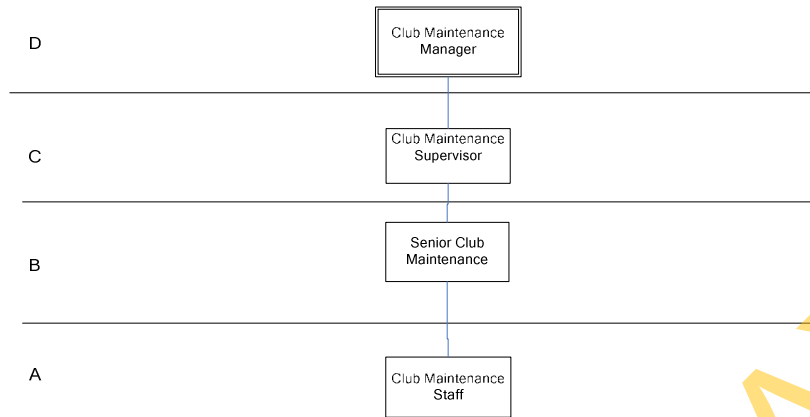 D
Club Maintenance
Manager
C
Club Maintenance
Supervisor
B
Senior Club
Maintenance
A
Club Maintenance
Staff